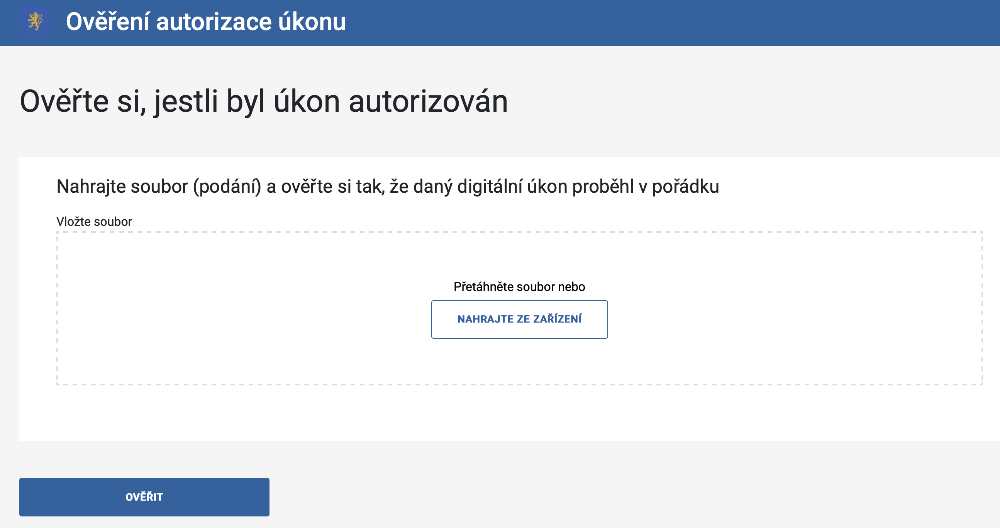 Ověření autorizace úkonu
Ověřte si, jestli byl úkon autorizován
Nahrajte soubor (podání) a ověřte si tak, že daný digitální úkon proběhl v pořádku
Vložte soubor
Přetáhněte soubor nebo
NAHRAJTE ZE ZAŘÍZENÍ
OVĚŘIT